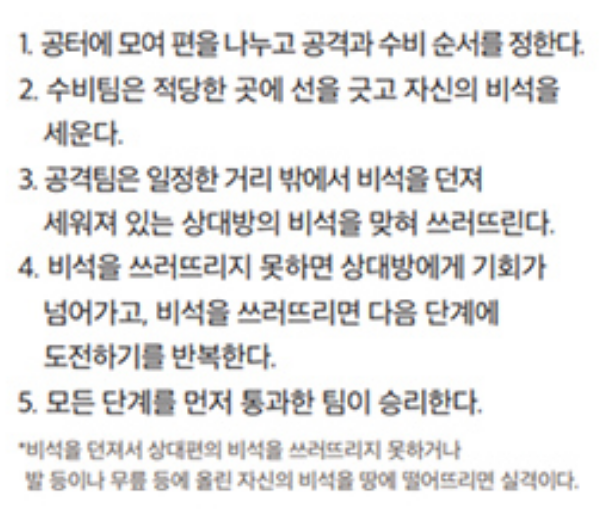 1. 공터에 모여 편을 나누고 공격과 수비 순서를 정한다.
2. 수비팀은 적당한 곳에 선을 긋고 자신의 비석을
세운다.
3. 공격팀은 일정한 거리 밖에서 비석을 던져
세워져 있는 상대방의 비석을 맞혀 쓰러뜨린다.
4. 비석을 쓰러뜨리지 못하면 상대방에게 기회가
넘어가고, 비석을 쓰러뜨리면 다음 단계에
도전하기를 반복한다.
5. 모든 단계를 먼저 통과한 팀이 승리한다.
*비석을 던져서 상대편의 비석을 쓰러뜨리지 못하거나
발 등이나 무릎 등에 올린 자신의 비석을 땅에 떨어뜨리면 실격이다.